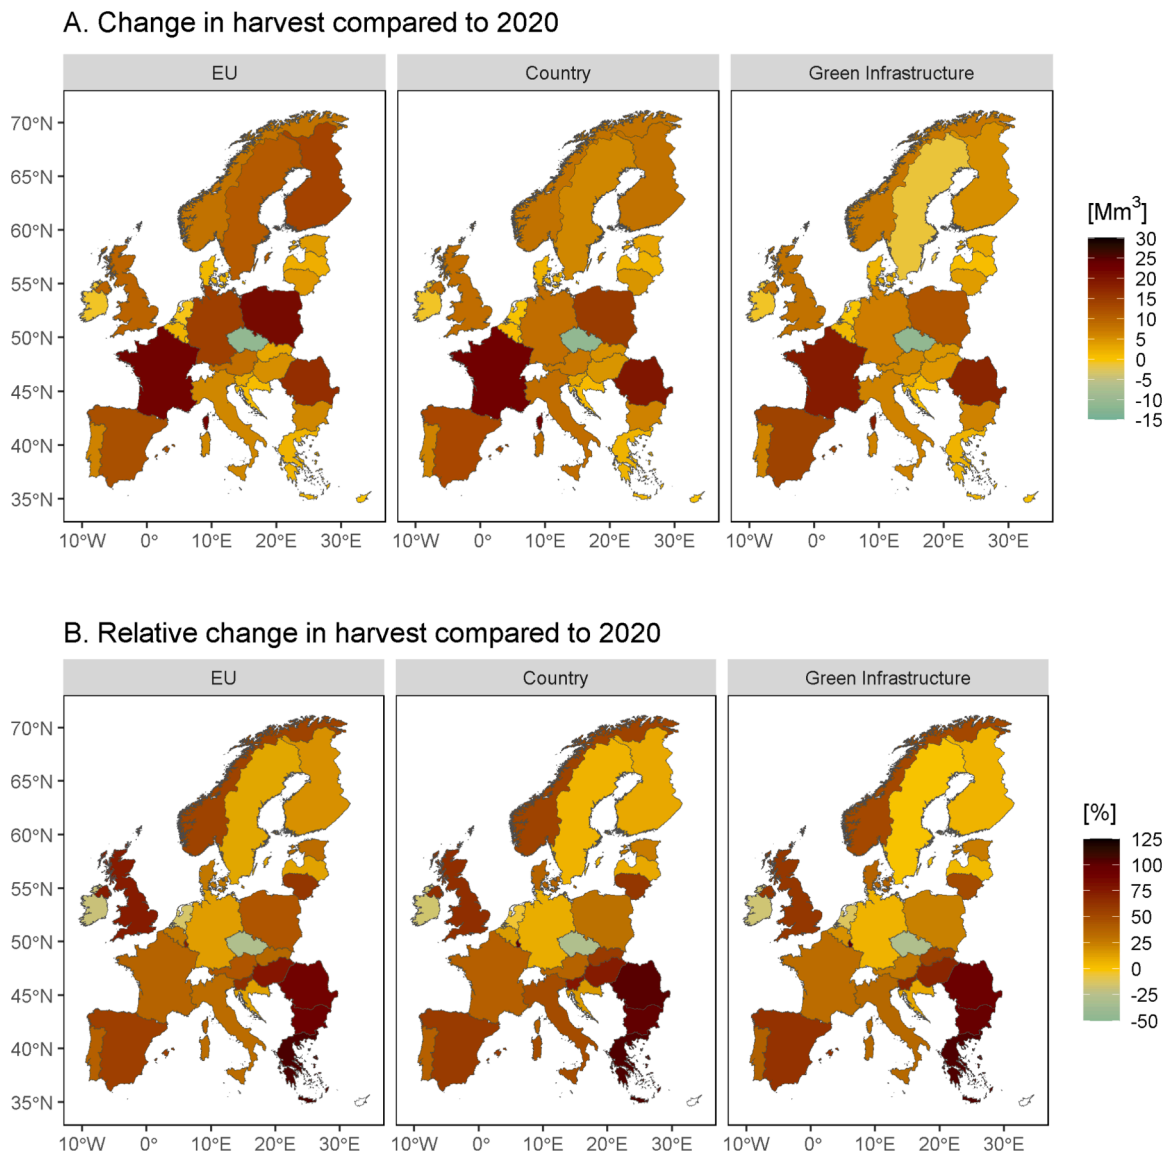 A. Change in harvest compared to 2020
EU
Country
Green Infrastructure
70°N
65°N
60°N
55°N
50°N
45°N
40°N
35°N
10°W 0° 10°E 20°E 30°E
10°W 0° 10°E 20°E 30°E
10°W 0° 10°E 20°E 30°E
[Mm³]
30
25
20
15
10
5
0
-5
-10
-15
B. Relative change in harvest compared to 2020
EU
Country
Green Infrastructure
70°N
65°N
60°N
55°N
50°N
45°N
40°N
35°N
10°W 0° 10°E 20°E 30°E
10°W 0° 10°E 20°E 30°E
10°W 0° 10°E 20°E 30°E
[%]
125
100
75
50
25
0
-25
-50